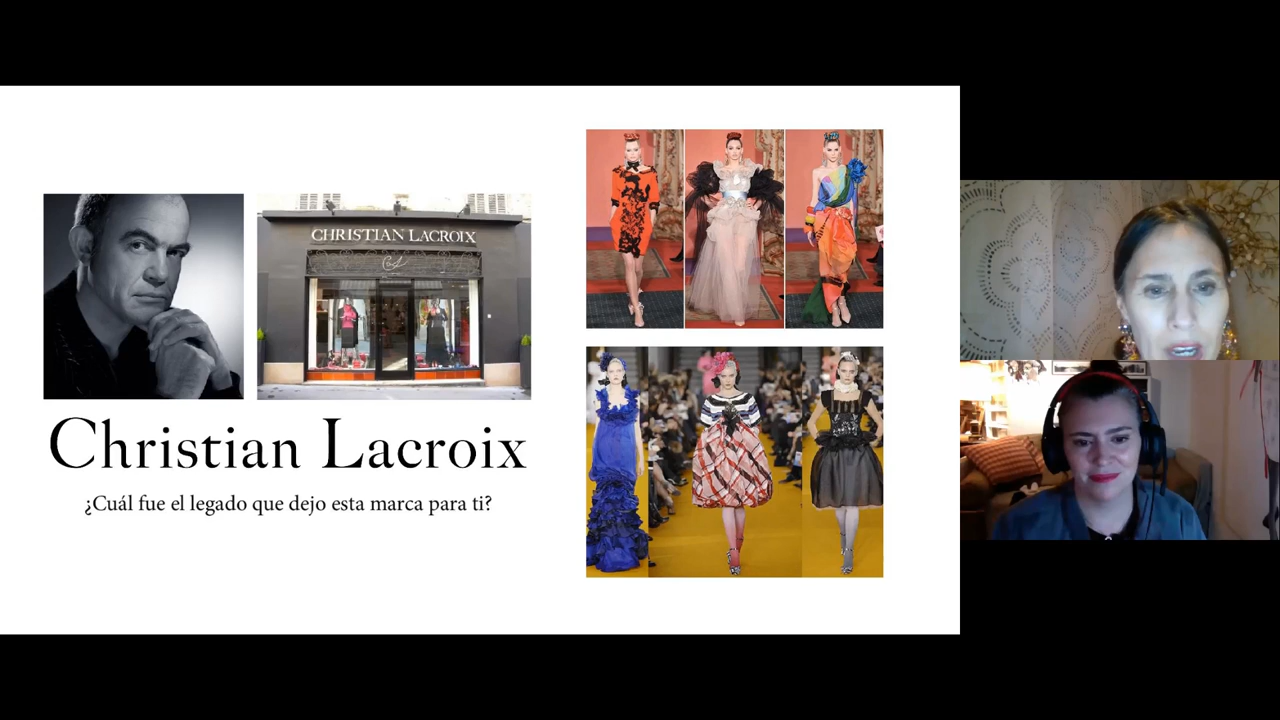 CHRISTIAN LACROIX
Christian Lacroix
¿Cuál fue el legado que dejo esta marca para ti?